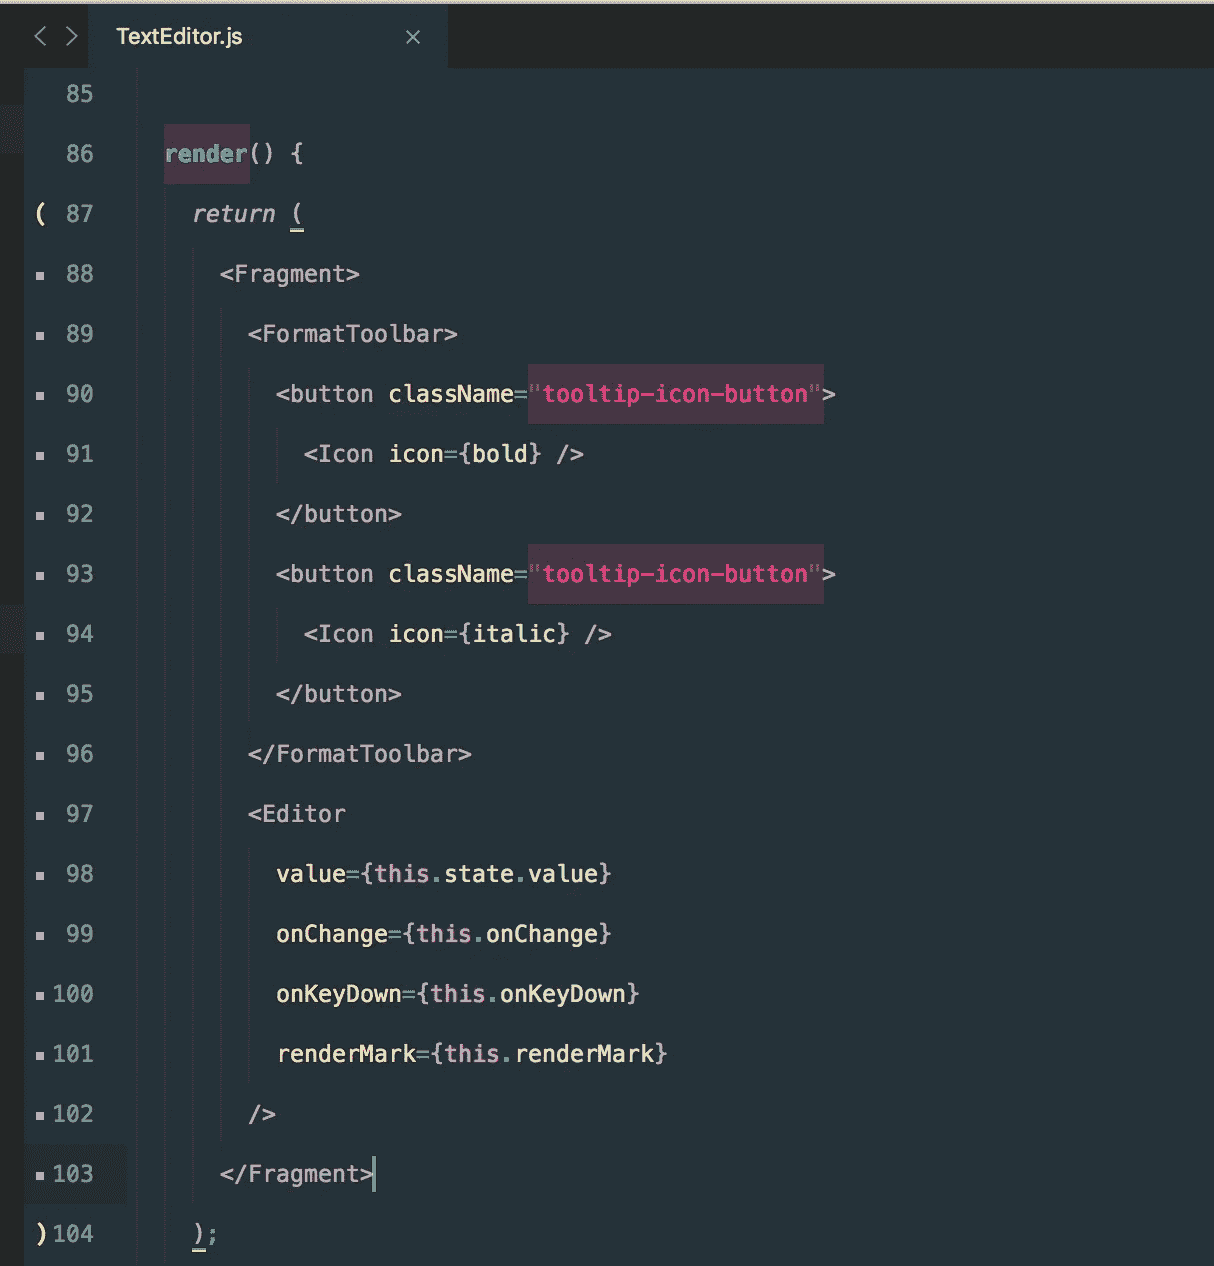 TextEditor.js
85
86 render() {
( 87 return (
88 <Fragment>
89 <FormatToolbar>
90 <button className="tooltip-icon-button">
91 <Icon icon={bold} />
92 </button>
93 <button className="tooltip-icon-button">
94 <Icon icon={italic} />
95 </button>
96 </FormatToolbar>
97 <Editor
98 value={this.state.value}
99 onChange={this.onChange}
100 onKeyDown={this.onKeyDown}
101 renderMark={this.renderMark}
102 />
103 </Fragment>
) 104 );